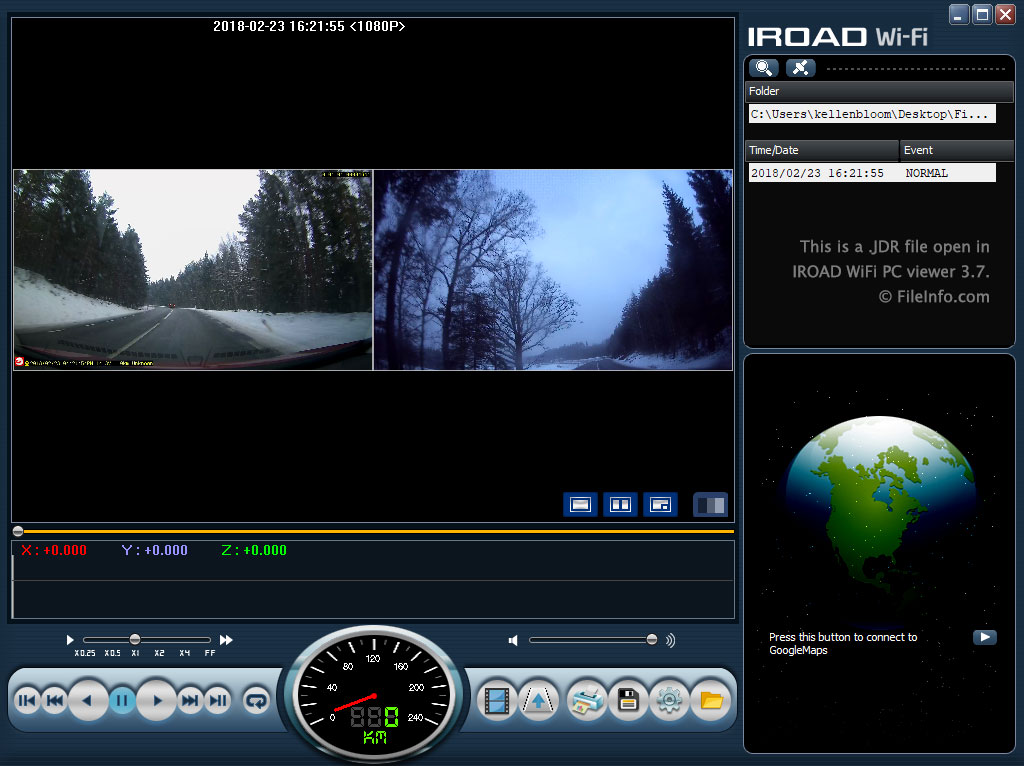 2018-02-23 16:21:55 <1080P>
IROAD Wi-Fi
Folder
C:\Users\kellenbloom\Desktop\Fi...
Time/Date Event
2018/02/23 16:21:55 NORMAL
This is a .JDR file open in
IROAD WiFi PC viewer 3.7.
© FileInfo.com
X: +0.000 Y: +0.000 Z: +0.000
X0.25 X0.5 X1 X2 X4 FF
0 40 80 120 160 200 240
0
KM
Press this button to connect to
GoogleMaps